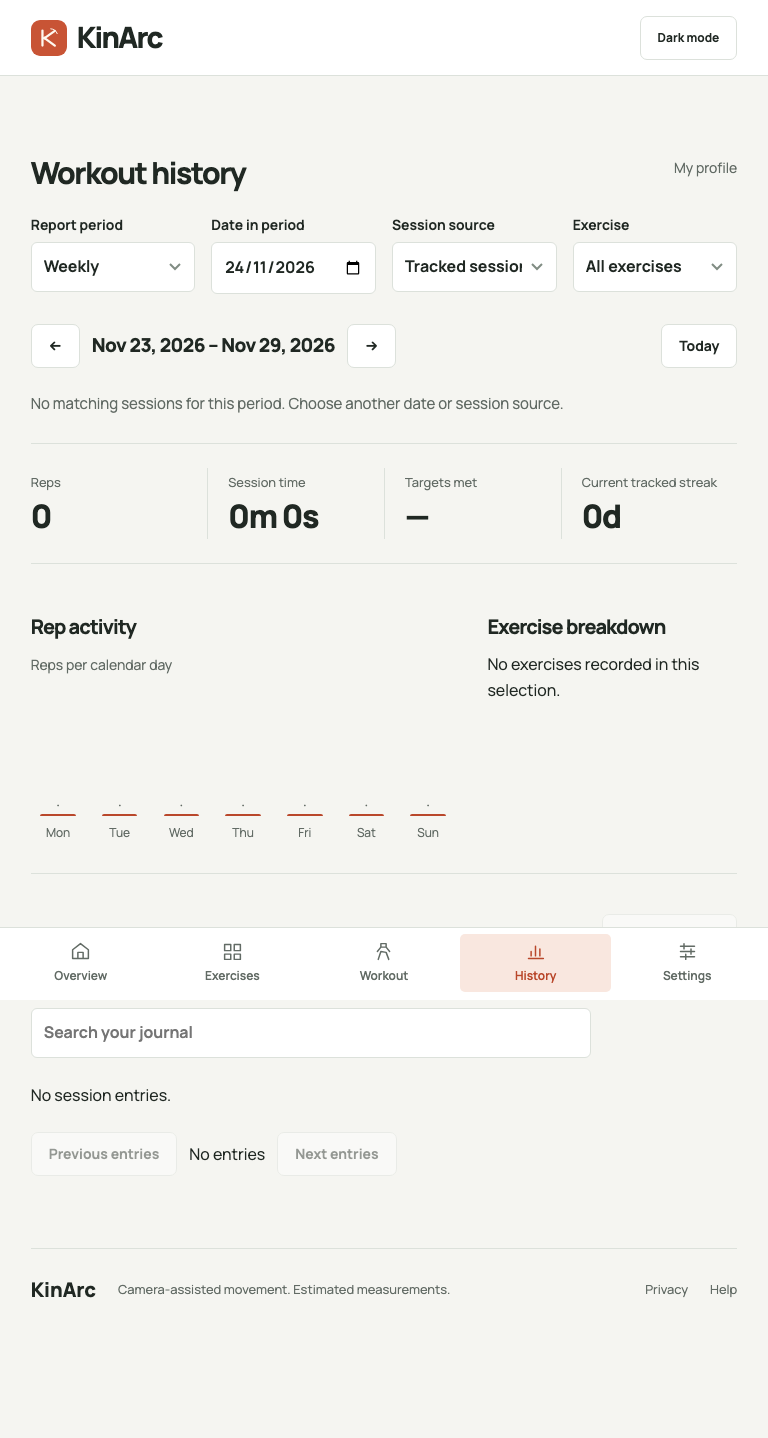 KinArc
Dark mode
Workout history
My profile
Report period
Date in period
Session source
Exercise
Weekly
24/11/2026
Tracked session
All exercises
←
Nov 23, 2026 – Nov 29, 2026
→
Today
No matching sessions for this period. Choose another date or session source.
Reps
Session time
Targets met
Current tracked streak
0
0m 0s
—
0d
Rep activity
Exercise breakdown
Reps per calendar day
No exercises recorded in this
selection.
Mon
Tue
Wed
Thu
Fri
Sat
Sun
Overview
Exercises
Workout
History
Settings
Search your journal
No session entries.
Previous entries
No entries
Next entries
KinArc
Camera-assisted movement. Estimated measurements.
Privacy
Help